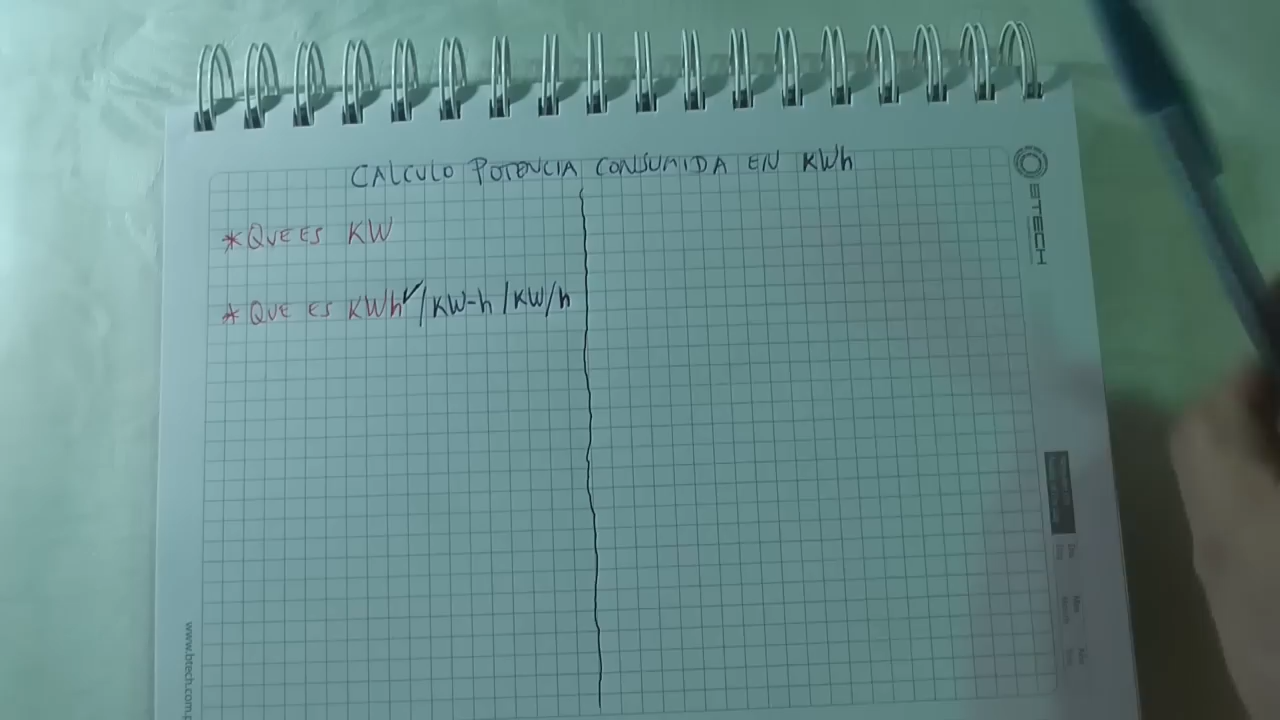 CALCULO POTENCIA CONSUMIDA EN KWh
* QUE ES KW
* QUE ES KWh✓/KW-h/KW/h
BTECH
www.btech.com.p